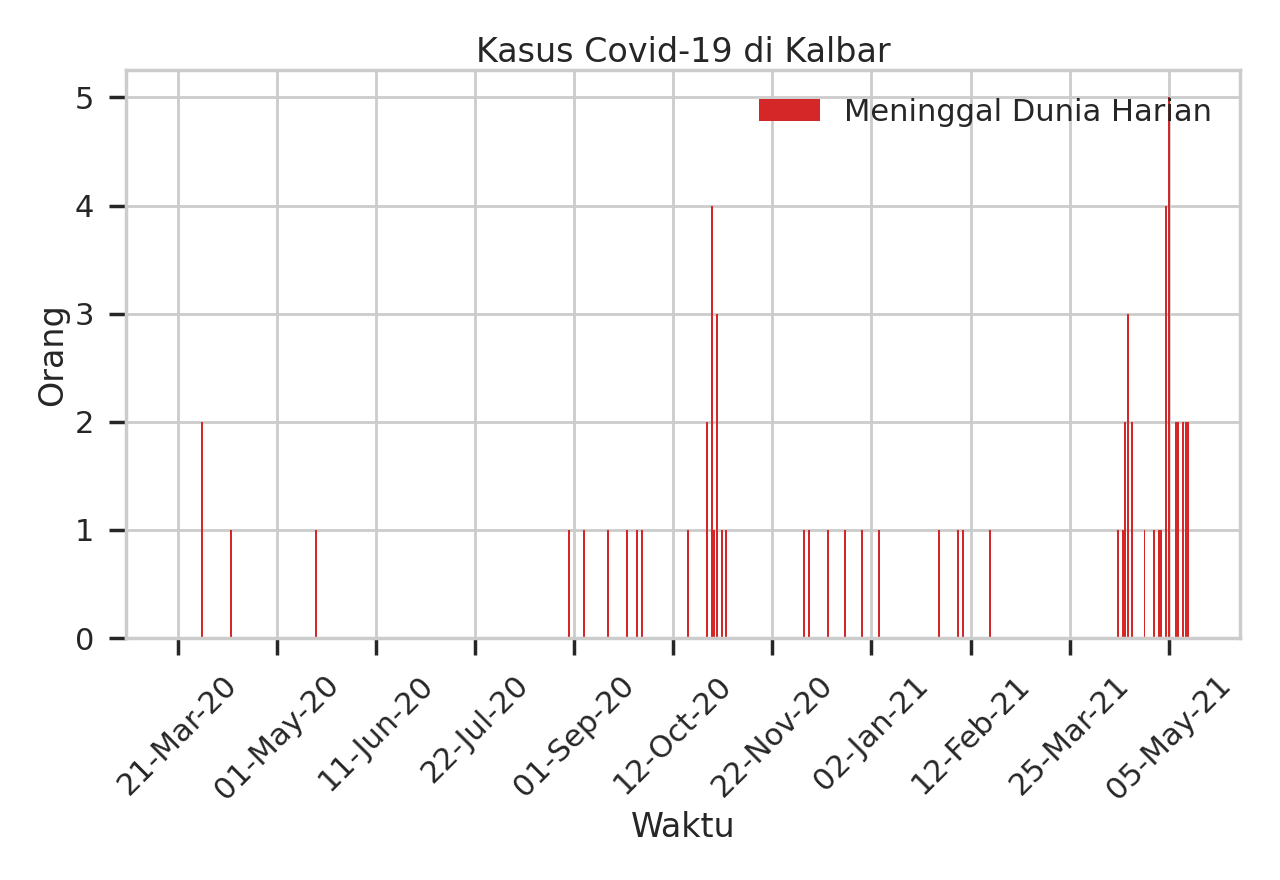 Kasus Covid-19 di Kalbar
Meninggal Dunia Harian
5
4
3
2
1
0
Orang
21-Mar-20
01-May-20
11-Jun-20
22-Jul-20
01-Sep-20
12-Oct-20
22-Nov-20
02-Jan-21
12-Feb-21
25-Mar-21
05-May-21
Waktu